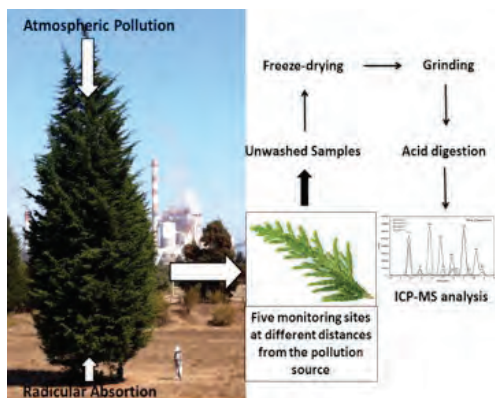 Atmospheric Pollution
Freeze-drying
Grinding
Unwashed Samples
Acid digestion
ICP-MS analysis
Five monitoring sites
at different distances
from the pollution
source
Radicular Absortion